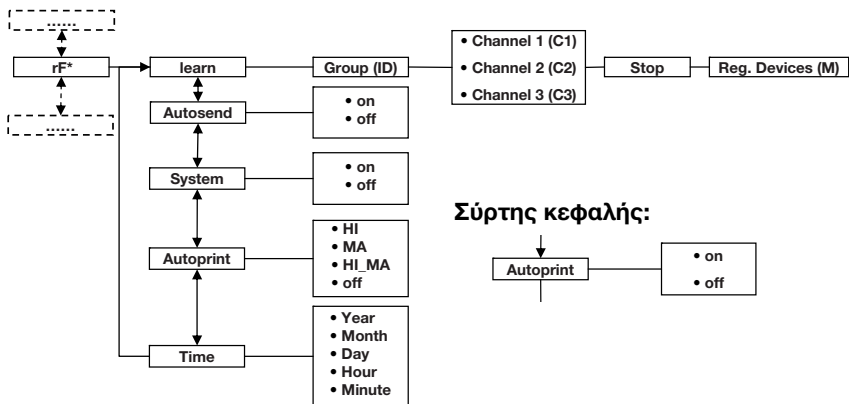 ......
rF*
......
learn
Group (ID)
• Channel 1 (C1)
• Channel 2 (C2)
• Channel 3 (C3)
Stop
Reg. Devices (M)
Autosend
• on
• off
System
• on
• off
Autoprint
• HI
• MA
• HI_MA
• off
Time
• Year
• Month
• Day
• Hour
• Minute
Σύρτης κεφαλής:
Autoprint
• on
• off